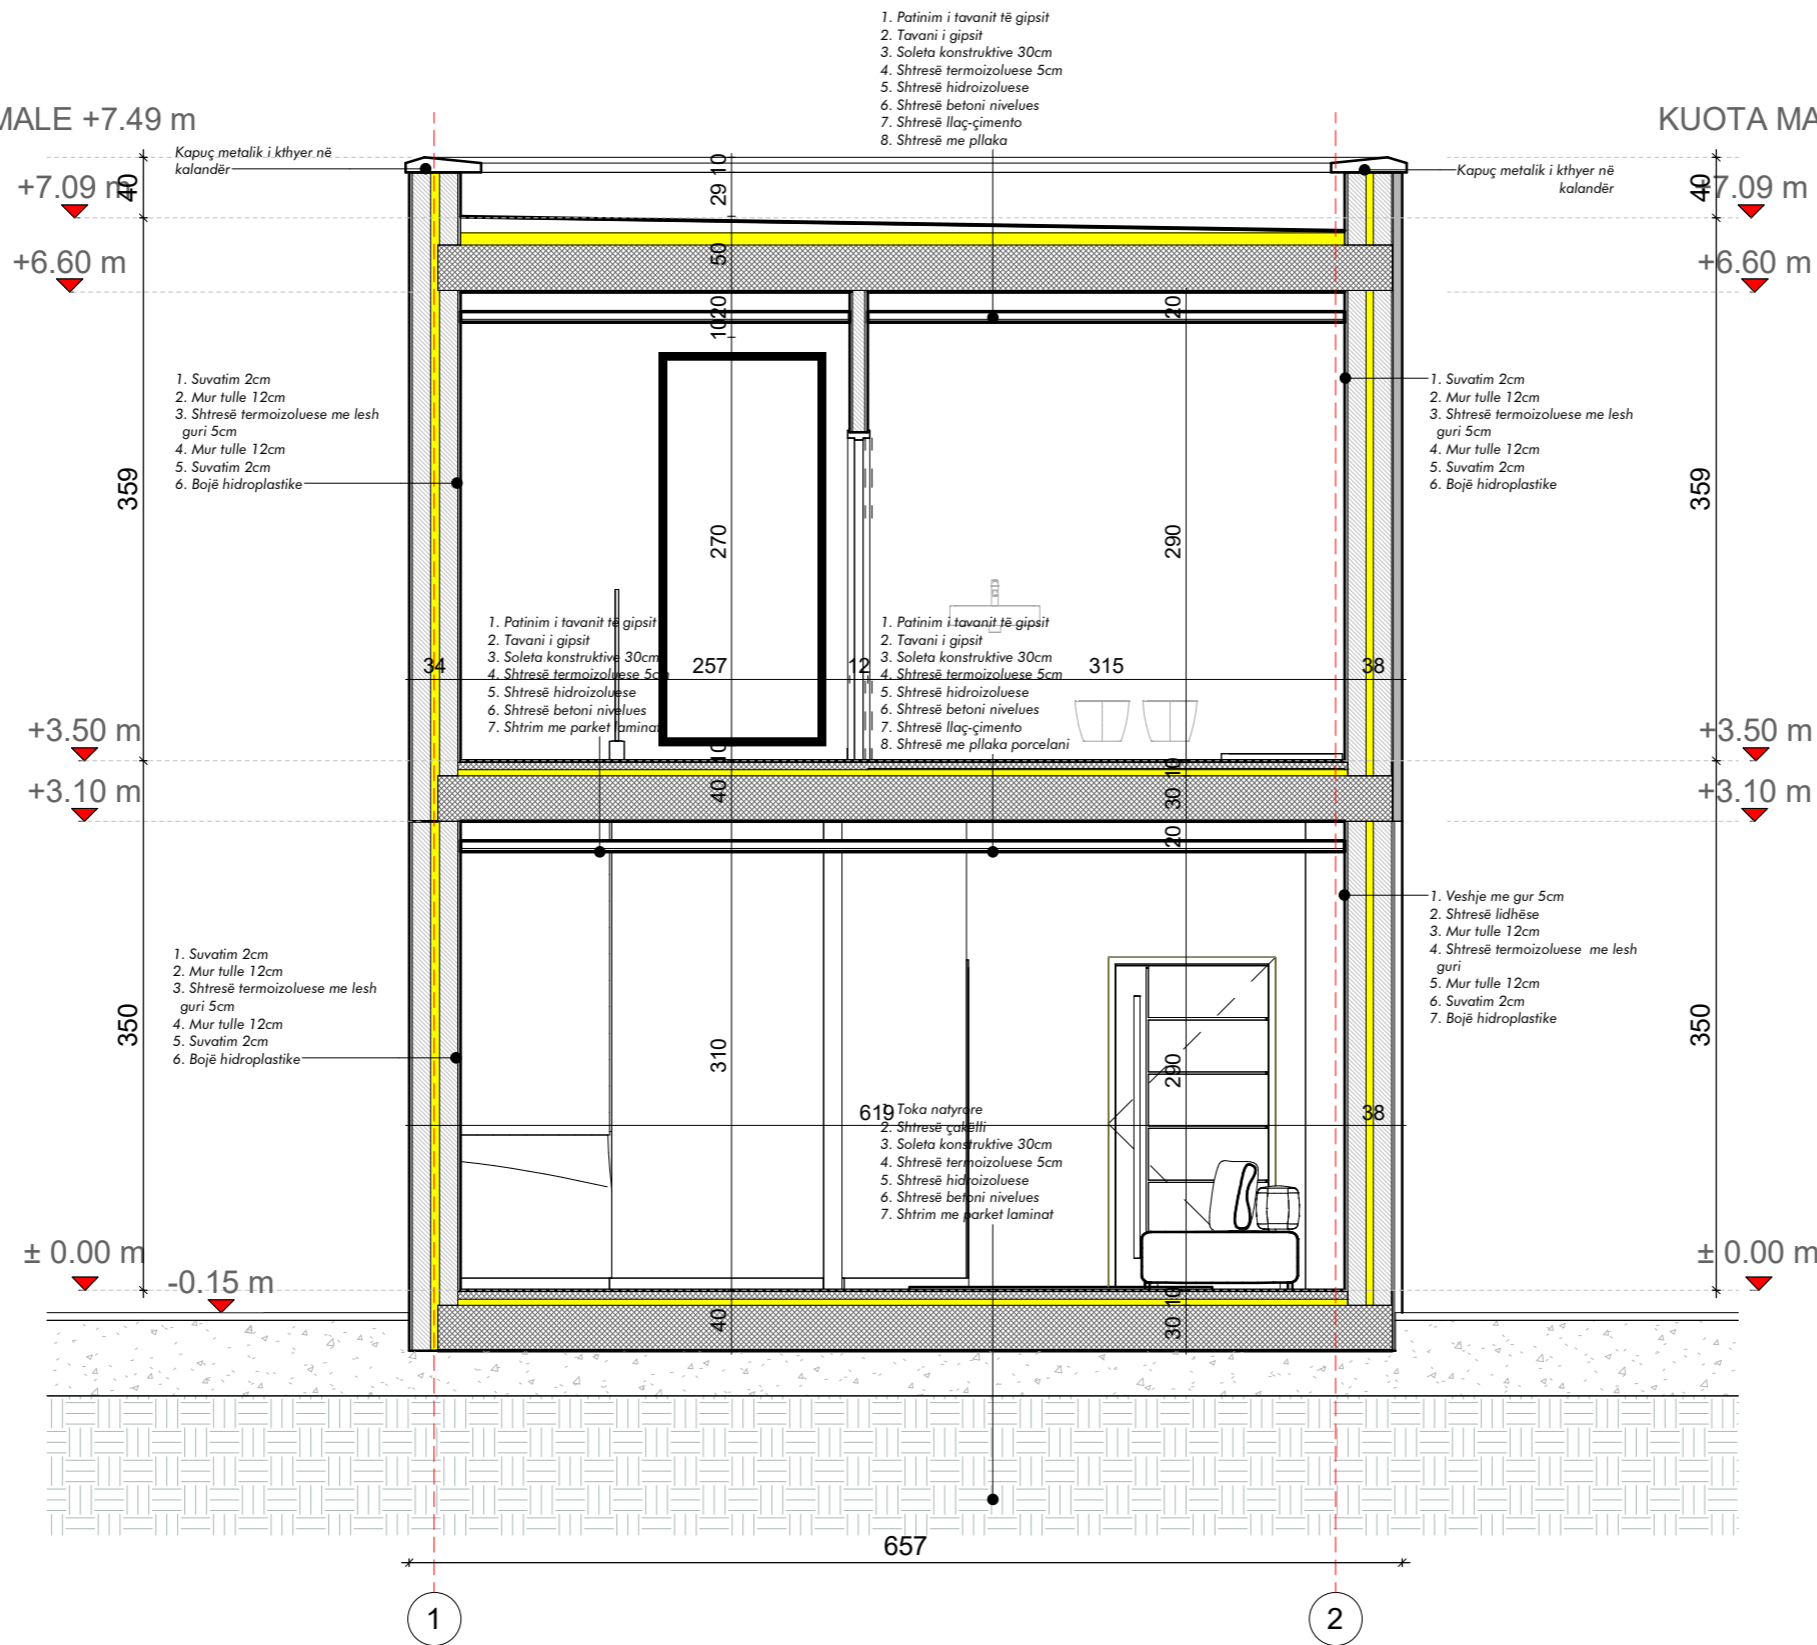 1. Patinim i tavanit të gipsit
2. Tavani i gipsit
3. Soleta konstruktive 30cm
4. Shtresë termoizoluese 5cm
5. Shtresë hidroizoluese
6. Shtresë betoni nivelues
7. Shtresë llaç-çimento
8. Shtresë me pllaka
MALE +7.49 m
KUOTA MA
Kapuç metalik i kthyer në
kalandër
Kapuç metalik i kthyer në
kalandër
10
29
40
+7.09 m
40
+7.09 m
+6.60 m
50
+6.60 m
20
10
20
1. Suvatim 2cm
2. Mur tulle 12cm
3. Shtresë termoizoluese me lesh
guri 5cm
4. Mur tulle 12cm
5. Suvatim 2cm
6. Bojë hidroplastike
1. Suvatim 2cm
2. Mur tulle 12cm
3. Shtresë termoizoluese me lesh
guri 5cm
4. Mur tulle 12cm
5. Suvatim 2cm
6. Bojë hidroplastike
359
270
290
359
1. Patinim i tavanit të gipsit
2. Tavani i gipsit
3. Soleta konstruktive 30cm
4. Shtresë termoizoluese 5cm
5. Shtresë hidroizoluese
6. Shtresë betoni nivelues
7. Shtrim me parket laminat
1. Patinim i tavanit të gipsit
2. Tavani i gipsit
3. Soleta konstruktive 30cm
4. Shtresë termoizoluese 5cm
5. Shtresë hidroizoluese
6. Shtresë betoni nivelues
7. Shtresë llaç-çimento
8. Shtresë me pllaka porcelani
34
257
12
315
38
+3.50 m
10
10
+3.50 m
+3.10 m
40
30
+3.10 m
20
1. Veshje me gur 5cm
2. Shtresë lidhëse
3. Mur tulle 12cm
4. Shtresë termoizoluese me lesh
guri
5. Mur tulle 12cm
6. Suvatim 2cm
7. Bojë hidroplastike
1. Suvatim 2cm
2. Mur tulle 12cm
3. Shtresë termoizoluese me lesh
guri 5cm
4. Mur tulle 12cm
5. Suvatim 2cm
6. Bojë hidroplastike
350
310
290
350
619
38
1. Toka natyrore
2. Shtresë çakëlli
3. Soleta konstruktive 30cm
4. Shtresë termoizoluese 5cm
5. Shtresë hidroizoluese
6. Shtresë betoni nivelues
7. Shtrim me parket laminat
± 0.00 m
-0.15 m
± 0.00 m
10
40
30
657
1
2